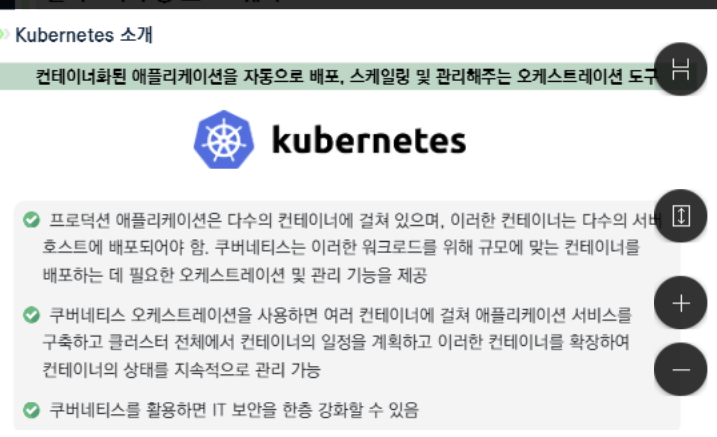 Kubernetes 소개
컨테이너화된 애플리케이션을 자동으로 배포, 스케일링 및 관리해주는 오케스트레이션 도구
kubernetes
프로덕션 애플리케이션은 다수의 컨테이너에 걸쳐 있으며, 이러한 컨테이너는 다수의 서버
호스트에 배포되어야 함. 쿠버네티스는 이러한 워크로드를 위해 규모에 맞는 컨테이너를
배포하는 데 필요한 오케스트레이션 및 관리 기능을 제공
쿠버네티스 오케스트레이션을 사용하면 여러 컨테이너에 걸쳐 애플리케이션 서비스를
구축하고 클러스터 전체에서 컨테이너의 일정을 계획하고 이러한 컨테이너를 확장하여
컨테이너의 상태를 지속적으로 관리 가능
쿠버네티스를 활용하면 IT 보안을 한층 강화할 수 있음